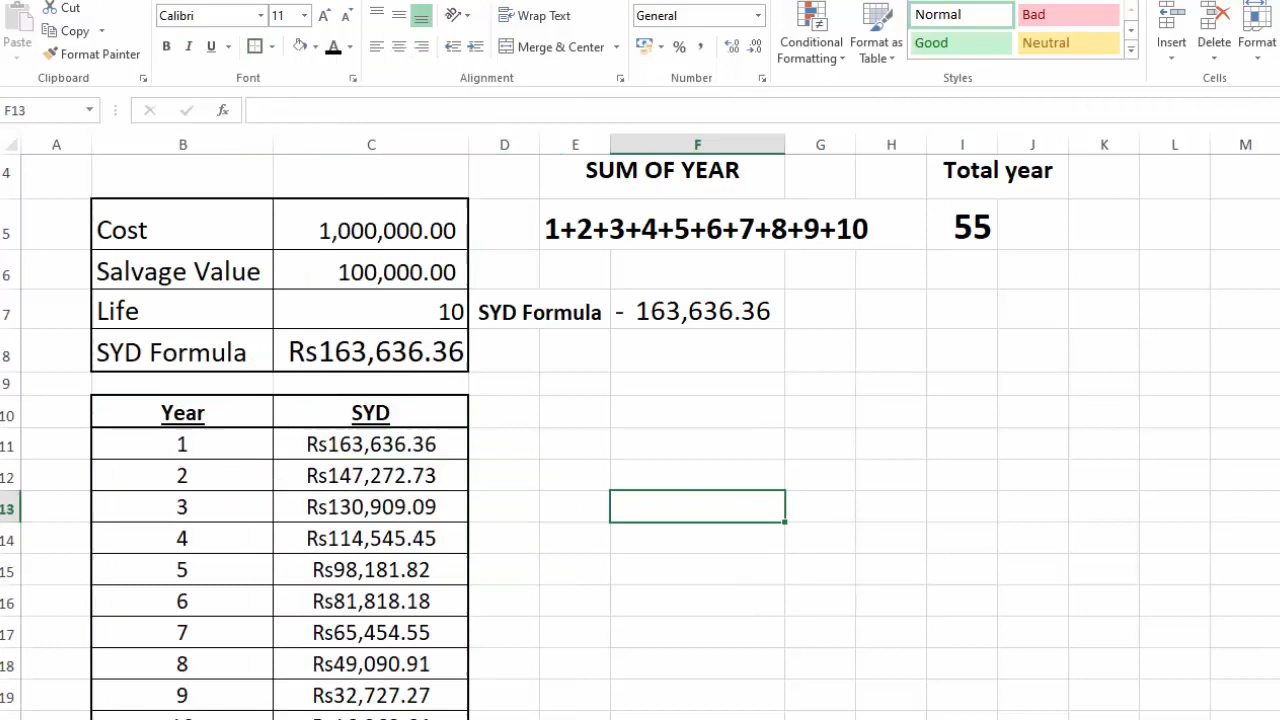 Cut
Calibri 11 A A
Wrap Text
General
Normal Bad
Paste
Copy
B I U A
Merge & Center
% ,
Conditional Formatting
Format as Table
Good Neutral
Insert Delete Format
Format Painter
Clipboard Font Alignment Number Styles Cells
F13 fx
A B C D E F G H I J K L M
4 SUM OF YEAR Total year
5 Cost 1,000,000.00 1+2+3+4+5+6+7+8+9+10 55
6 Salvage Value 100,000.00
7 Life 10 SYD Formula - 163,636.36
8 SYD Formula Rs163,636.36
9
10 Year SYD
11 1 Rs163,636.36
12 2 Rs147,272.73
13 3 Rs130,909.09
14 4 Rs114,545.45
15 5 Rs98,181.82
16 6 Rs81,818.18
17 7 Rs65,454.55
18 8 Rs49,090.91
19 9 Rs32,727.27